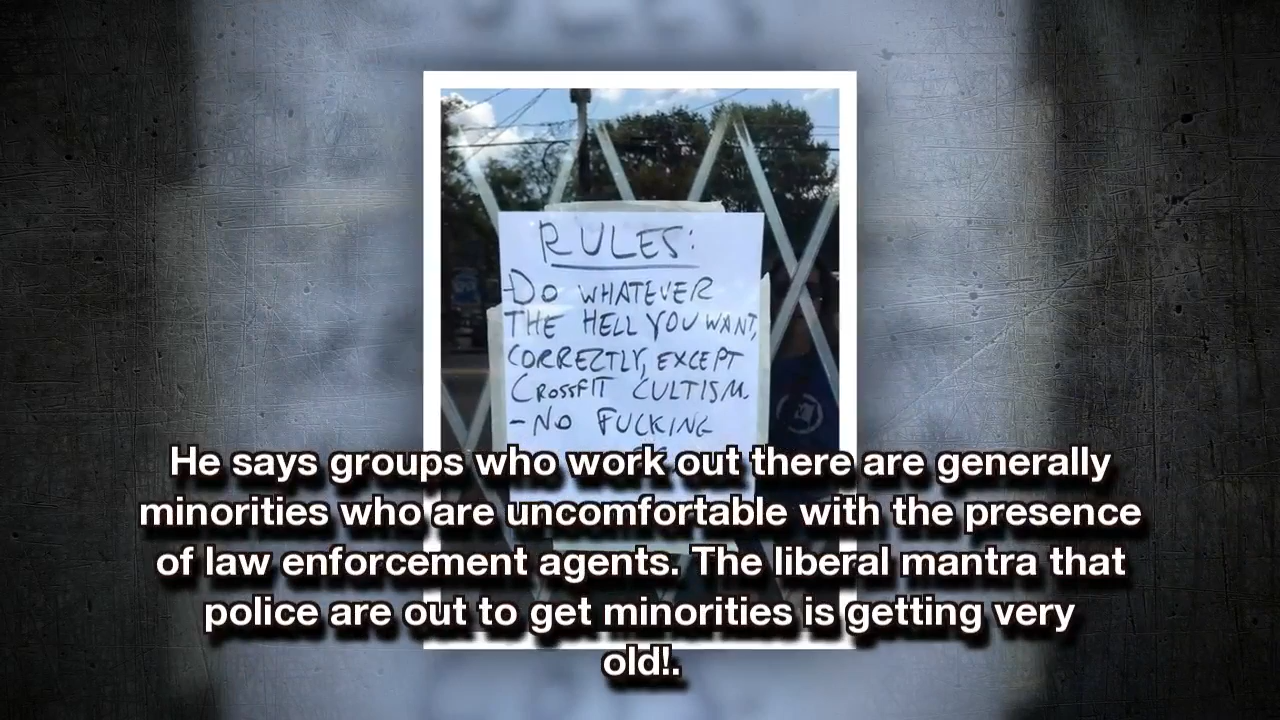 RULES:
-DO WHATEVER
THE HELL YOU WANT,
CORRECTLY, EXCEPT
CROSSFIT CULTISM.
-NO FUCKING
He says groups who work out there are generally
minorities who are uncomfortable with the presence
of law enforcement agents. The liberal mantra that
police are out to get minorities is getting very
old!.